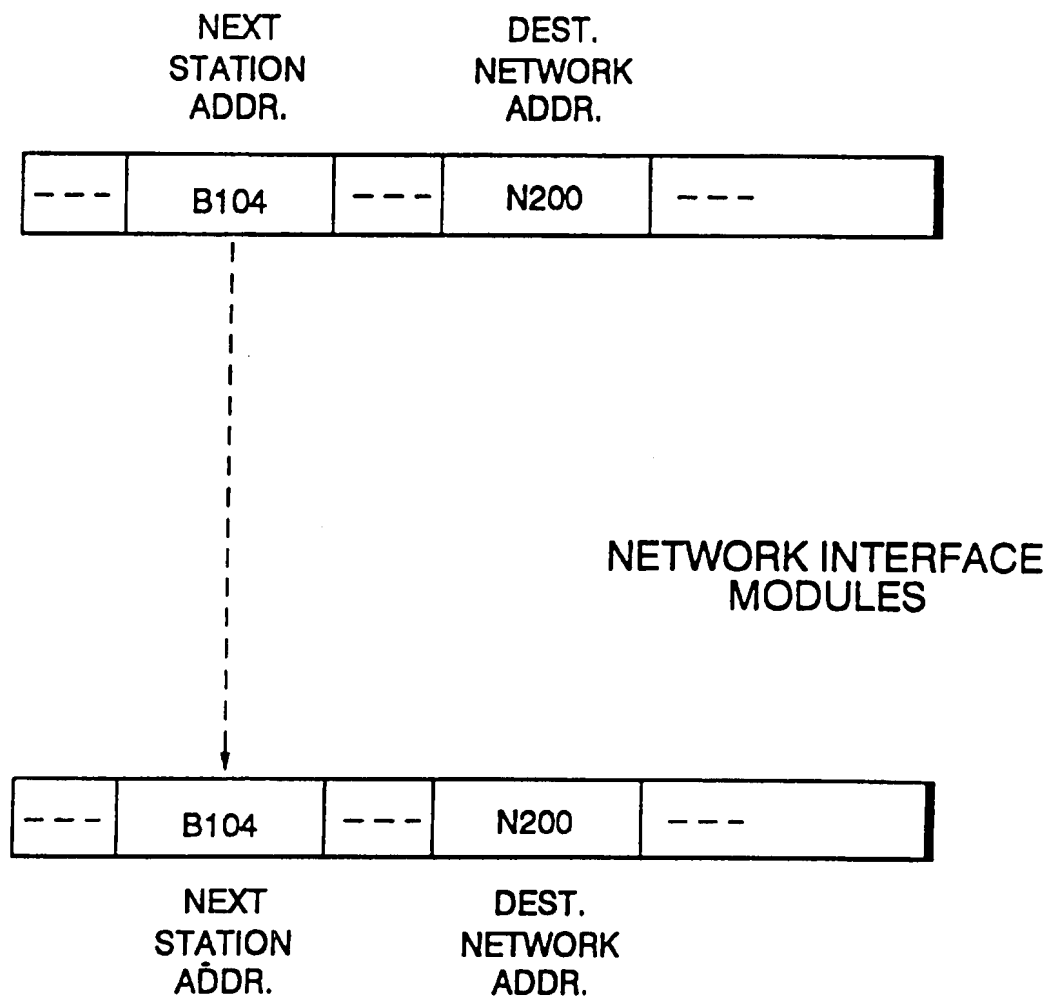 NEXT DEST.
STATION NETWORK
ADDR. ADDR.
--- B104 --- N200 ---
NETWORK INTERFACE
MODULES
--- B104 --- N200 ---
NEXT DEST.
STATION NETWORK
ADDR. ADDR.